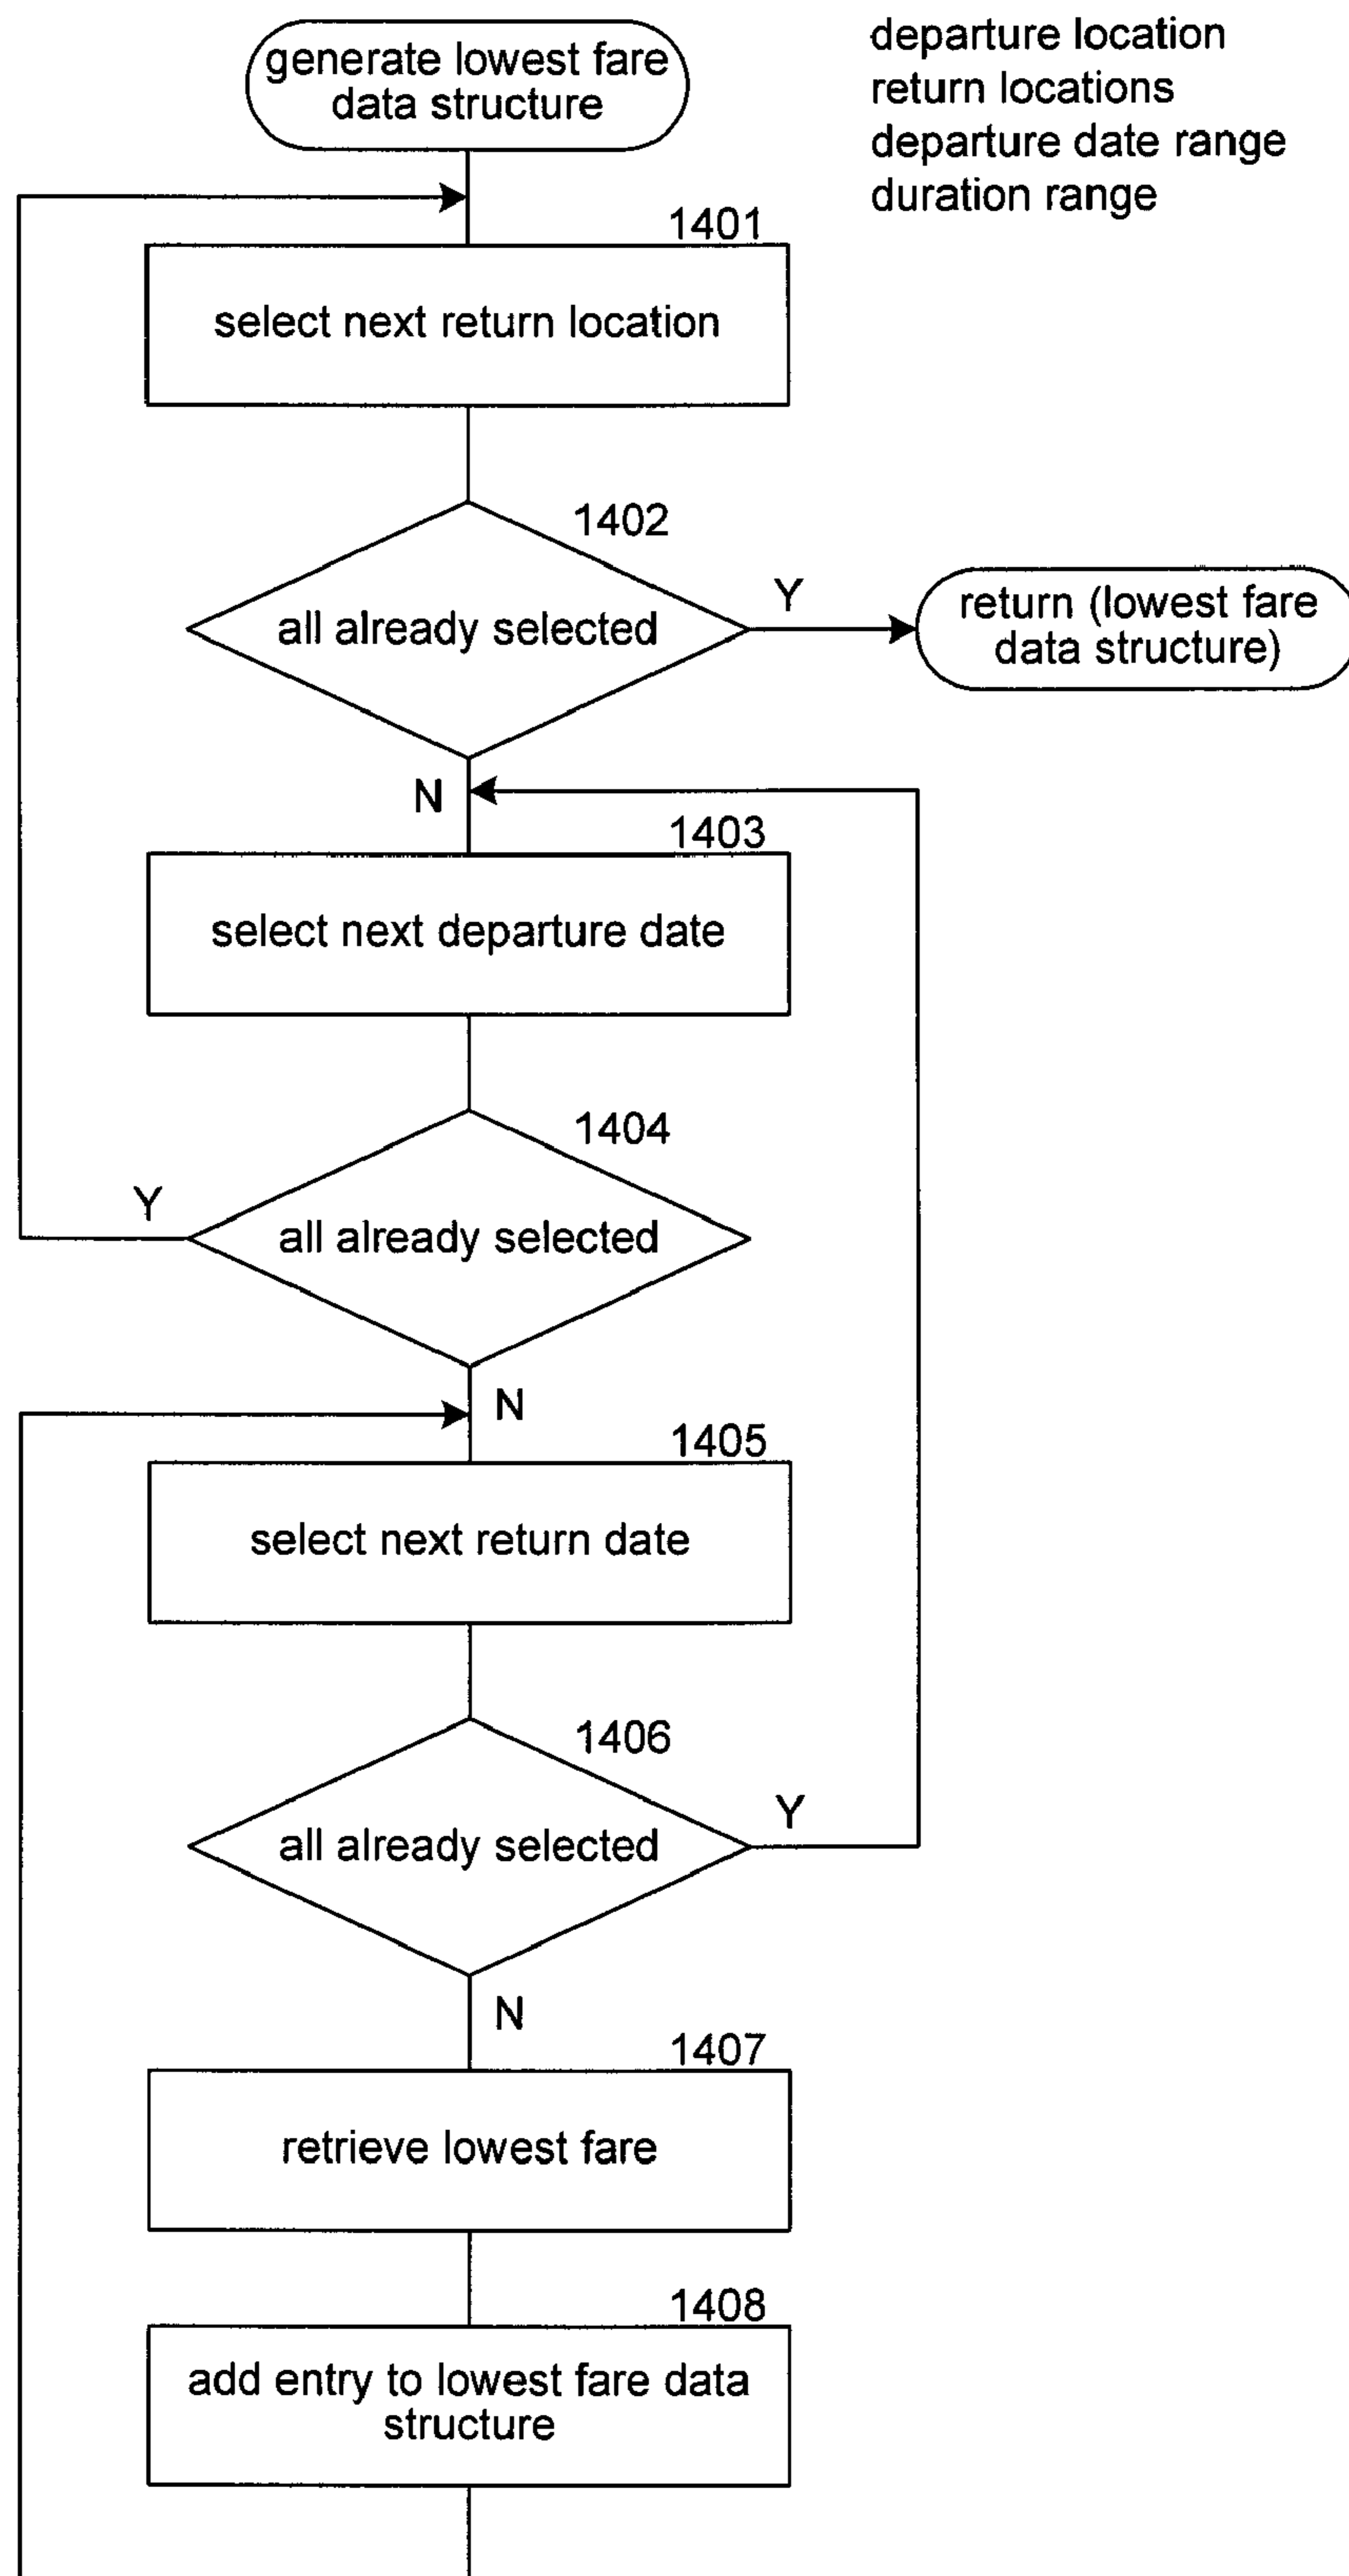 generate lowest fare
data structure
departure location
return locations
departure date range
duration range
1401
select next return location
1402
all already selected
Y
return (lowest fare
data structure)
N
1403
select next departure date
1404
Y
all already selected
N
1405
select next return date
1406
all already selected
Y
N
1407
retrieve lowest fare
1408
add entry to lowest fare data
structure